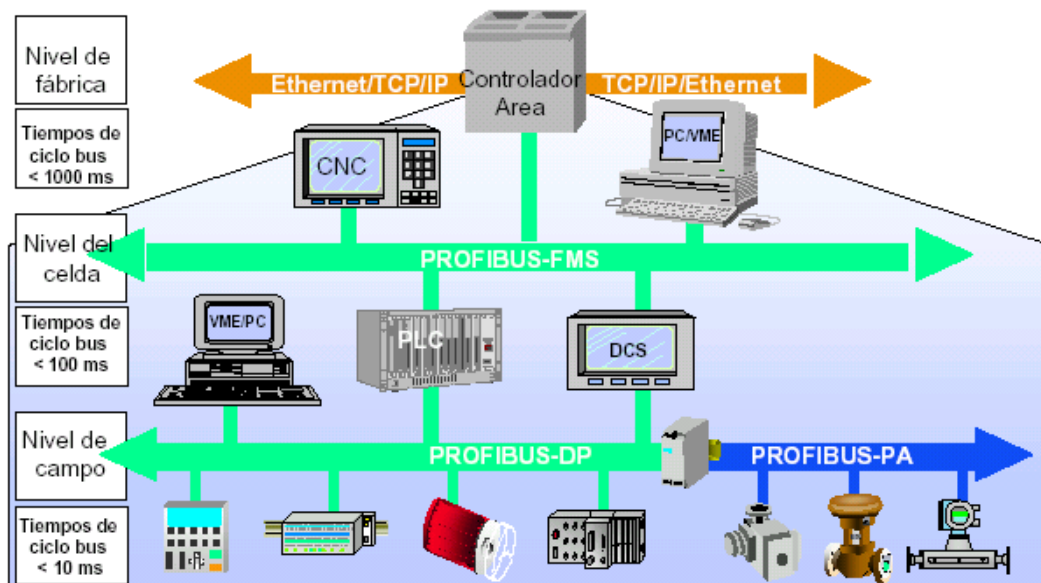 Nivel de
fábrica
Ethernet/TCP/IP
Controlador
Area
TCP/IP/Ethernet
Tiempos de
ciclo bus
< 1000 ms
CNC
PC/VME
Nivel del
celda
PROFIBUS-FMS
Tiempos de
ciclo bus
< 100 ms
VME/PC
PLC
DCS
Nivel de
campo
PROFIBUS-DP
PROFIBUS-PA
Tiempos de
ciclo bus
< 10 ms